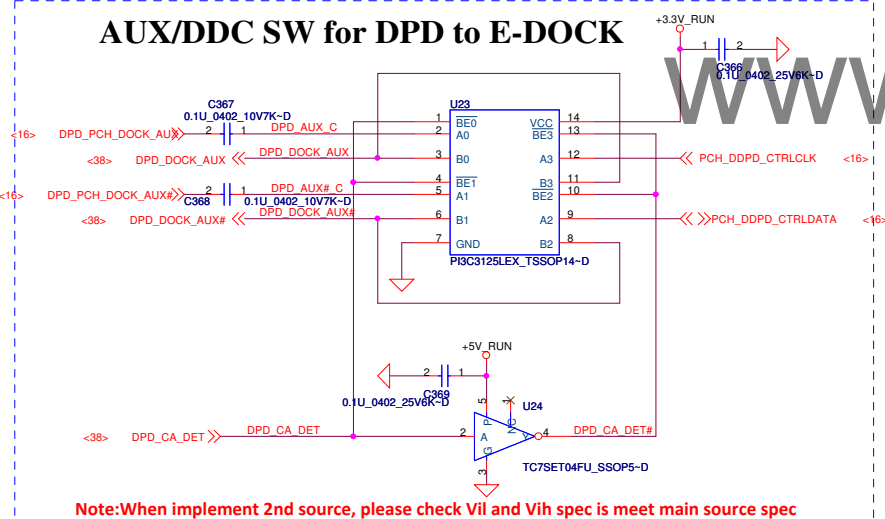 AUX/DDC SW for DPD to E-DOCK
+3.3V_RUN
1 2
C366
0.1U_0402_25V6K~D
WWW
C367
0.1U_0402_10V7K~D
U23
<16> DPD_PCH_DOCK_AUX 2 1 DPD_AUX_C
<38> DPD_DOCK_AUX DPD_DOCK_AUX
<16> DPD_PCH_DOCK_AUX# 2 1 DPD_AUX#_C
C368 0.1U_0402_10V7K~D
<38> DPD_DOCK_AUX# DPD_DOCK_AUX#
1 BE0 VCC 14
2 A0 BE3 13
3 B0 A3 12 PCH_DDPD_CTRLCLK <16>
4 BE1 B3 11
5 A1 BE2 10
6 B1 A2 9 PCH_DDPD_CTRLDATA <16>
7 GND B2 8
PI3C3125LEX_TSSOP14~D
+5V_RUN
2 1
C369
0.1U_0402_25V6K~D
U24
5 P 1 NC
<38> DPD_CA_DET DPD_CA_DET 2 A Y 4 DPD_CA_DET#
3 G
TC7SET04FU_SSOP5~D
Note:When implement 2nd source, please check Vil and Vih spec is meet main source spec